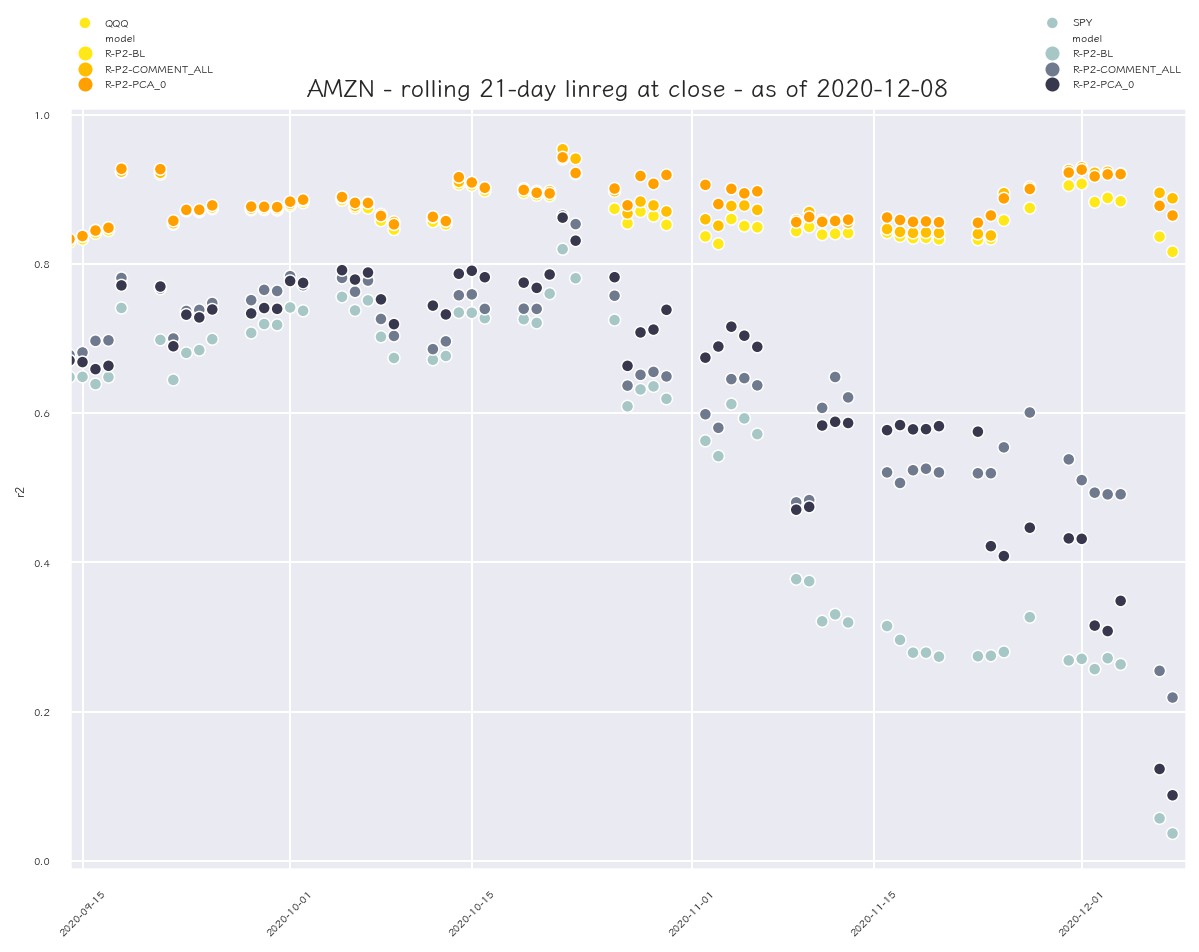 QQQ
model
R-P2-BL
R-P2-COMMENT_ALL
R-P2-PCA_0
SPY
model
R-P2-BL
R-P2-COMMENT_ALL
R-P2-PCA_0
AMZN - rolling 21-day linreg at close - as of 2020-12-08
1.0
0.8
0.6
r2
0.4
0.2
0.0
2020-09-15
2020-10-01
2020-10-15
2020-11-01
2020-11-15
2020-12-01